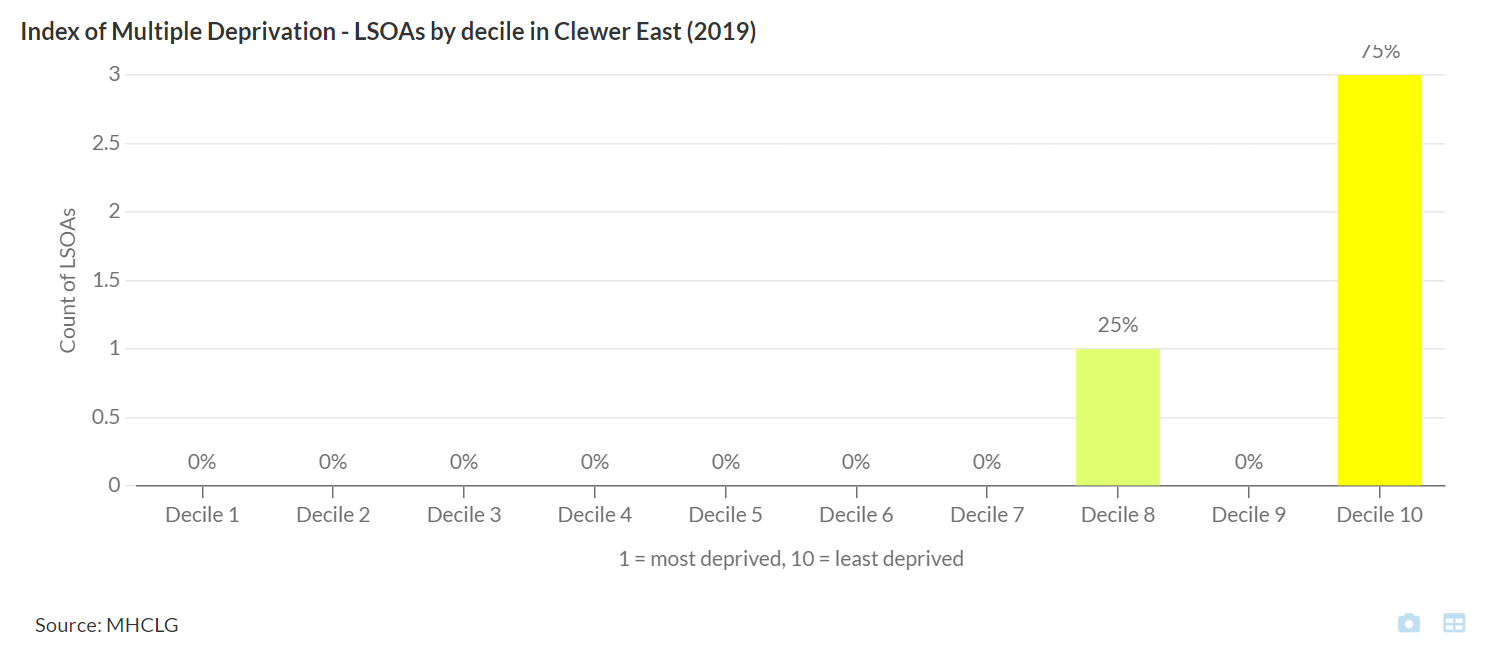 Index of Multiple Deprivation - LSOAs by decile in Clewer East (2019)
75%
3
2.5
2
1.5
1
0.5
0
Count of LSOAs
25%
0% 0% 0% 0% 0% 0% 0% 0%
Decile 1 Decile 2 Decile 3 Decile 4 Decile 5 Decile 6 Decile 7 Decile 8 Decile 9 Decile 10
1 = most deprived, 10 = least deprived
Source: MHCLG